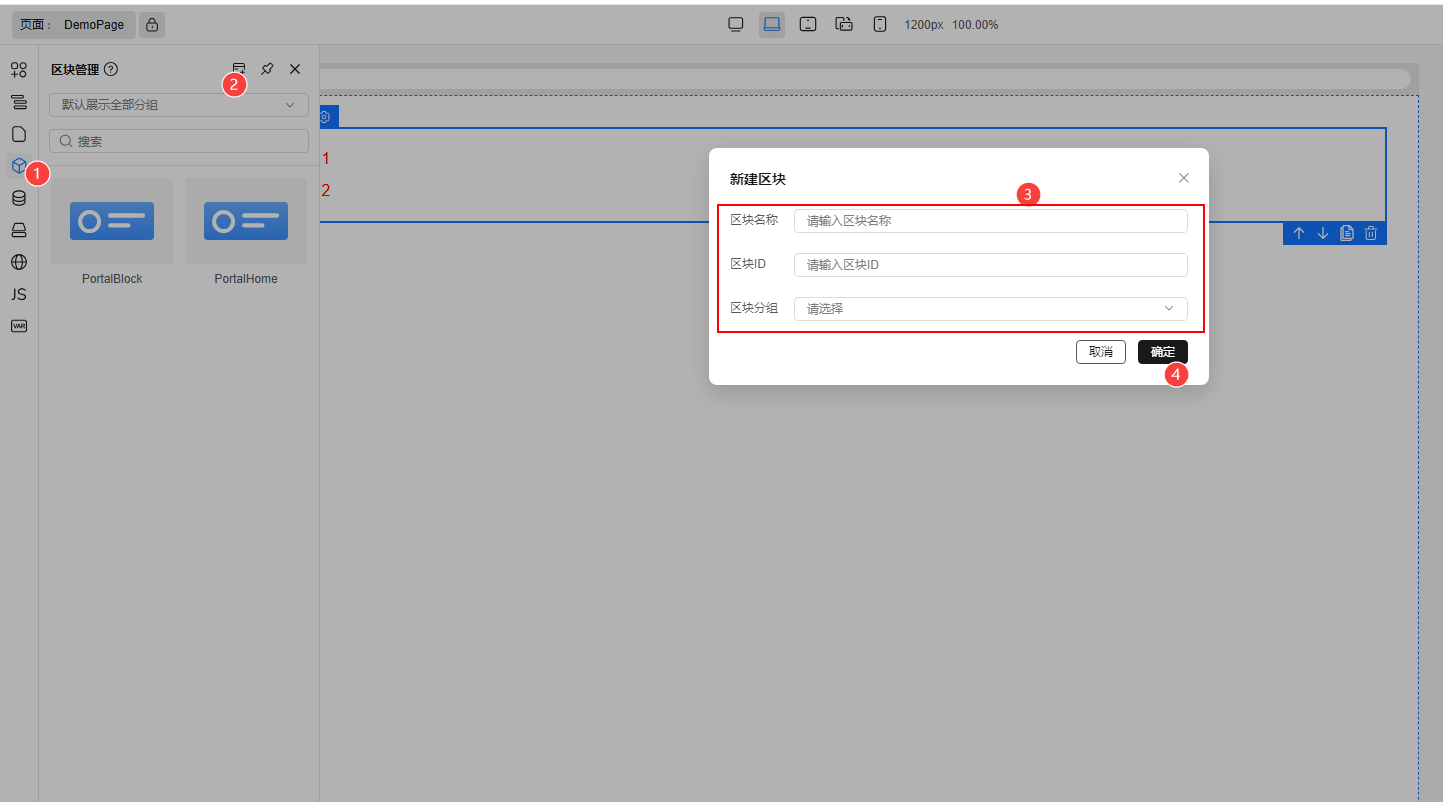 页面： DemoPage
1200px 100.00%
区块管理 ?
2
默认展示全部分组
搜索
1
PortalBlock
PortalHome
JS
VAR
1
2
新建区块
3
区块名称 请输入区块名称
区块ID 请输入区块ID
区块分组 请选择
取消 确定
4